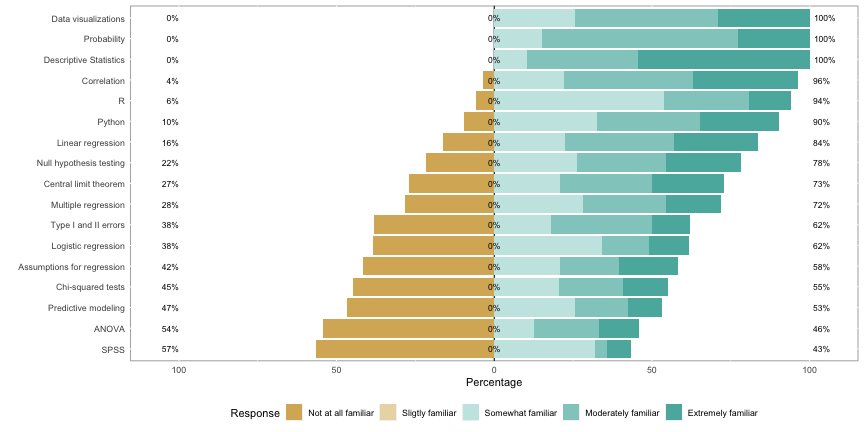 Data visualizations 0% 0% 100%
Probability 0% 0% 100%
Descriptive Statistics 0% 0% 100%
Correlation 4% 0% 96%
R 6% 0% 94%
Python 10% 0% 90%
Linear regression 16% 0% 84%
Null hypothesis testing 22% 0% 78%
Central limit theorem 27% 0% 73%
Multiple regression 28% 0% 72%
Type I and II errors 38% 0% 62%
Logistic regression 38% 0% 62%
Assumptions for regression 42% 0% 58%
Chi-squared tests 45% 0% 55%
Predictive modeling 47% 0% 53%
ANOVA 54% 0% 46%
SPSS 57% 0% 43%
100 50 0 50 100
Percentage
Response Not at all familiar Sligtly familiar Somewhat familiar Moderately familiar Extremely familiar